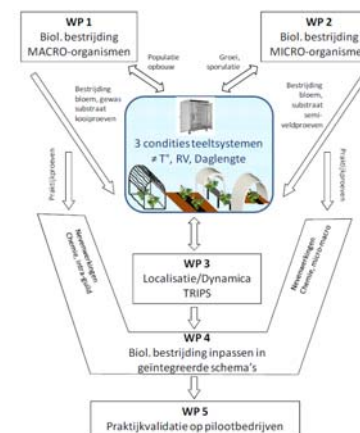 WP 1
Biol. bestrijding
MACRO-organismen
WP 2
Biol. bestrijding
MICRO-organismen
Populatie
opbouw
Groei,
sporulatie
Bestrijding
bloem, gewas
substraat
kooiproeven
Bestrijding
bloem,
substraat
semi-
veldproeven
3 condities teeltsystemen
≠ T°, RV, Daglengte
Praktijkproeven
Praktijkproeven
WP 3
Localisatie/Dynamica
TRIPS
Nevenwerkingen
Chemie, intra-guild
Nevenwerkingen
Chemie, micro-macro
WP 4
Biol. bestrijding inpassen in
geïntegreerde schema's
WP 5
Praktijkvalidatie op pilootbedrijven